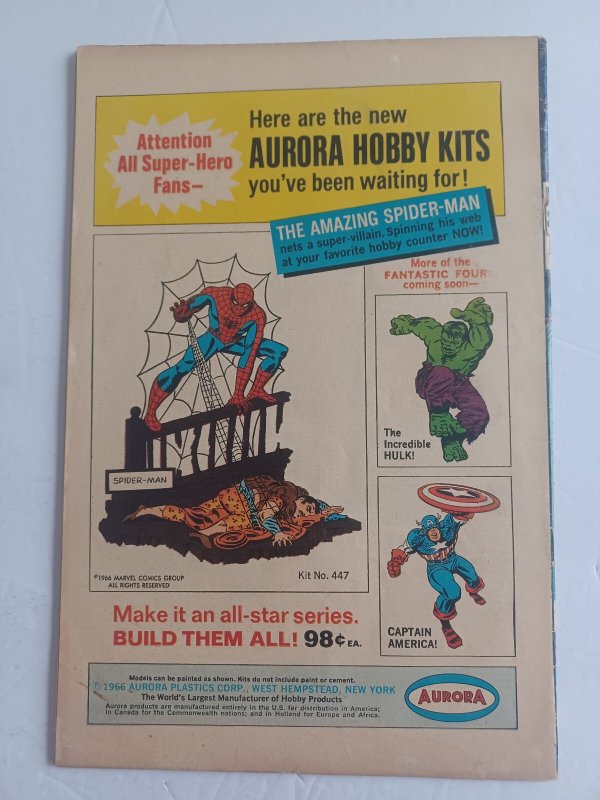 Attention
All Super-Hero
Fans—
Here are the new
AURORA HOBBY KITS
you've been waiting for!
THE AMAZING SPIDER-MAN
nets a super-villain. Spinning his web
at your favorite hobby counter NOW!
More of the
FANTASTIC FOUR
coming soon—
The
Incredible
HULK!
SPIDER-MAN
©1966 MARVEL COMICS GROUP
ALL RIGHTS RESERVED
Kit No. 447
CAPTAIN
AMERICA!
Make it an all-star series.
BUILD THEM ALL! 98¢ EA.
Models can be painted as shown. Kits do not include paint or cement.
© 1966 AURORA PLASTICS CORP., WEST HEMPSTEAD, NEW YORK
The World's Largest Manufacturer of Hobby Products
Aurora products are manufactured entirely in the U.S. for distribution in America;
in Canada for the Commonwealth nations; and in Holland for Europe and Africa.
AURORA